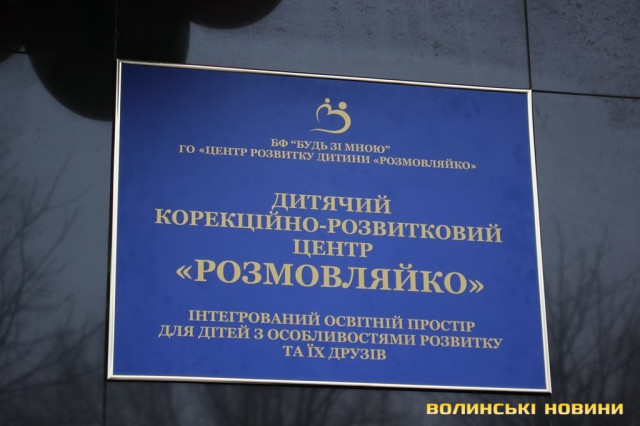 БФ "БУДЬ ЗІ МНОЮ"
ГО «ЦЕНТР РОЗВИТКУ ДИТИНИ «РОЗМОВЛЯЙКО»
ДИТЯЧИЙ
КОРЕКЦІЙНО-РОЗВИТКОВИЙ
ЦЕНТР
«РОЗМОВЛЯЙКО»
ІНТЕГРОВАНИЙ ОСВІТНІЙ ПРОСТІР
ДЛЯ ДІТЕЙ З ОСОБЛИВОСТЯМИ РОЗВИТКУ
ТА ЇХ ДРУЗІВ
ВОЛИНСЬКІ НОВИНИ